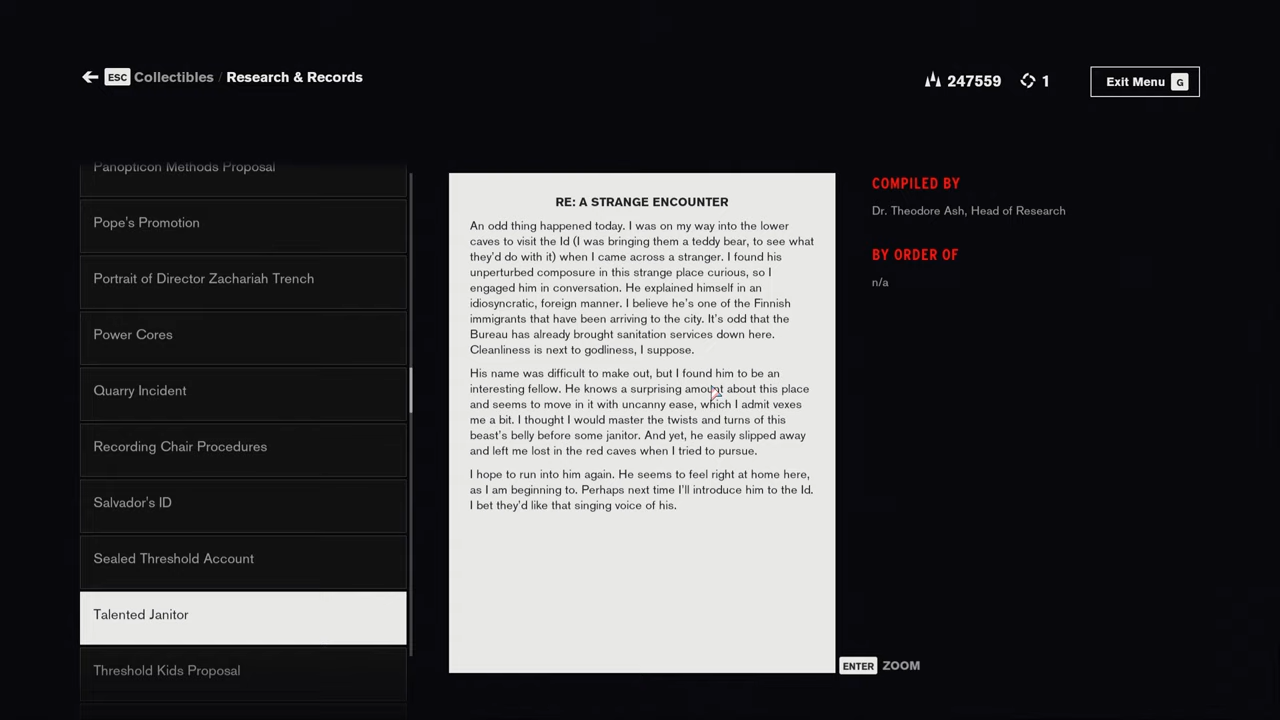 ESC Collectibles / Research & Records
247559
1
Exit Menu G
Panopticon Methods Proposal
Pope's Promotion
Portrait of Director Zachariah Trench
Power Cores
Quarry Incident
Recording Chair Procedures
Salvador's ID
Sealed Threshold Account
Talented Janitor
Threshold Kids Proposal
RE: A STRANGE ENCOUNTER
An odd thing happened today. I was on my way into the lower
caves to visit the Id (I was bringing them a teddy bear, to see what
they'd do with it) when I came across a stranger. I found his
unperturbed composure in this strange place curious, so I
engaged him in conversation. He explained himself in an
idiosyncratic, foreign manner. I believe he's one of the Finnish
immigrants that have been arriving to the city. It's odd that the
Bureau has already brought sanitation services down here.
Cleanliness is next to godliness, I suppose.
His name was difficult to make out, but I found him to be an
interesting fellow. He knows a surprising amount about this place
and seems to move in it with uncanny ease, which I admit vexes
me a bit. I thought I would master the twists and turns of this
beast's belly before some janitor. And yet, he easily slipped away
and left me lost in the red caves when I tried to pursue.
I hope to run into him again. He seems to feel right at home here,
as I am beginning to. Perhaps next time I'll introduce him to the Id.
I bet they'd like that singing voice of his.
COMPILED BY
Dr. Theodore Ash, Head of Research
BY ORDER OF
n/a
ENTER ZOOM